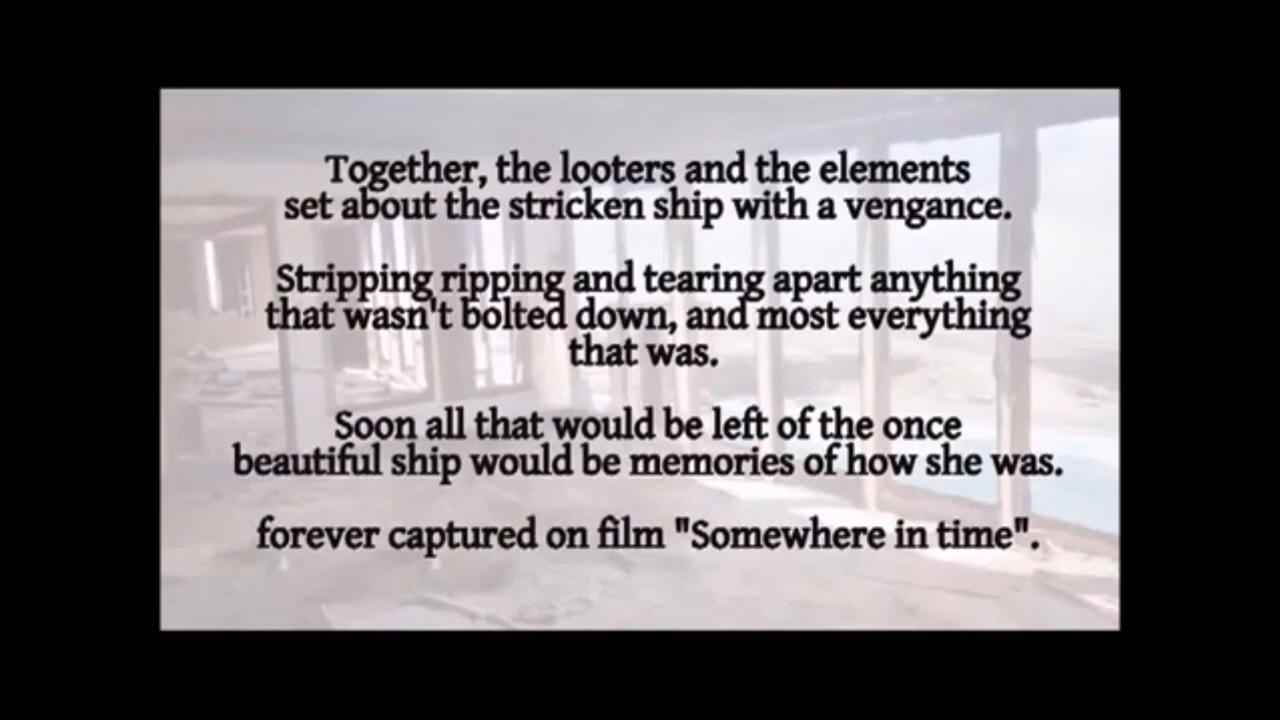 Together, the looters and the elements
set about the stricken ship with a vengance.
Stripping ripping and tearing apart anything
that wasn't bolted down, and most everything
that was.
Soon all that would be left of the once
beautiful ship would be memories of how she was.
forever captured on film "Somewhere in time".